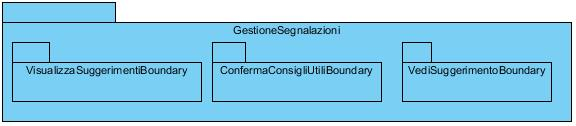 GestioneSegnalazioni
VisualizzaSuggerimentiBoundary
ConfermaConsigliUtiliBoundary
VediSuggerimentoBoundary